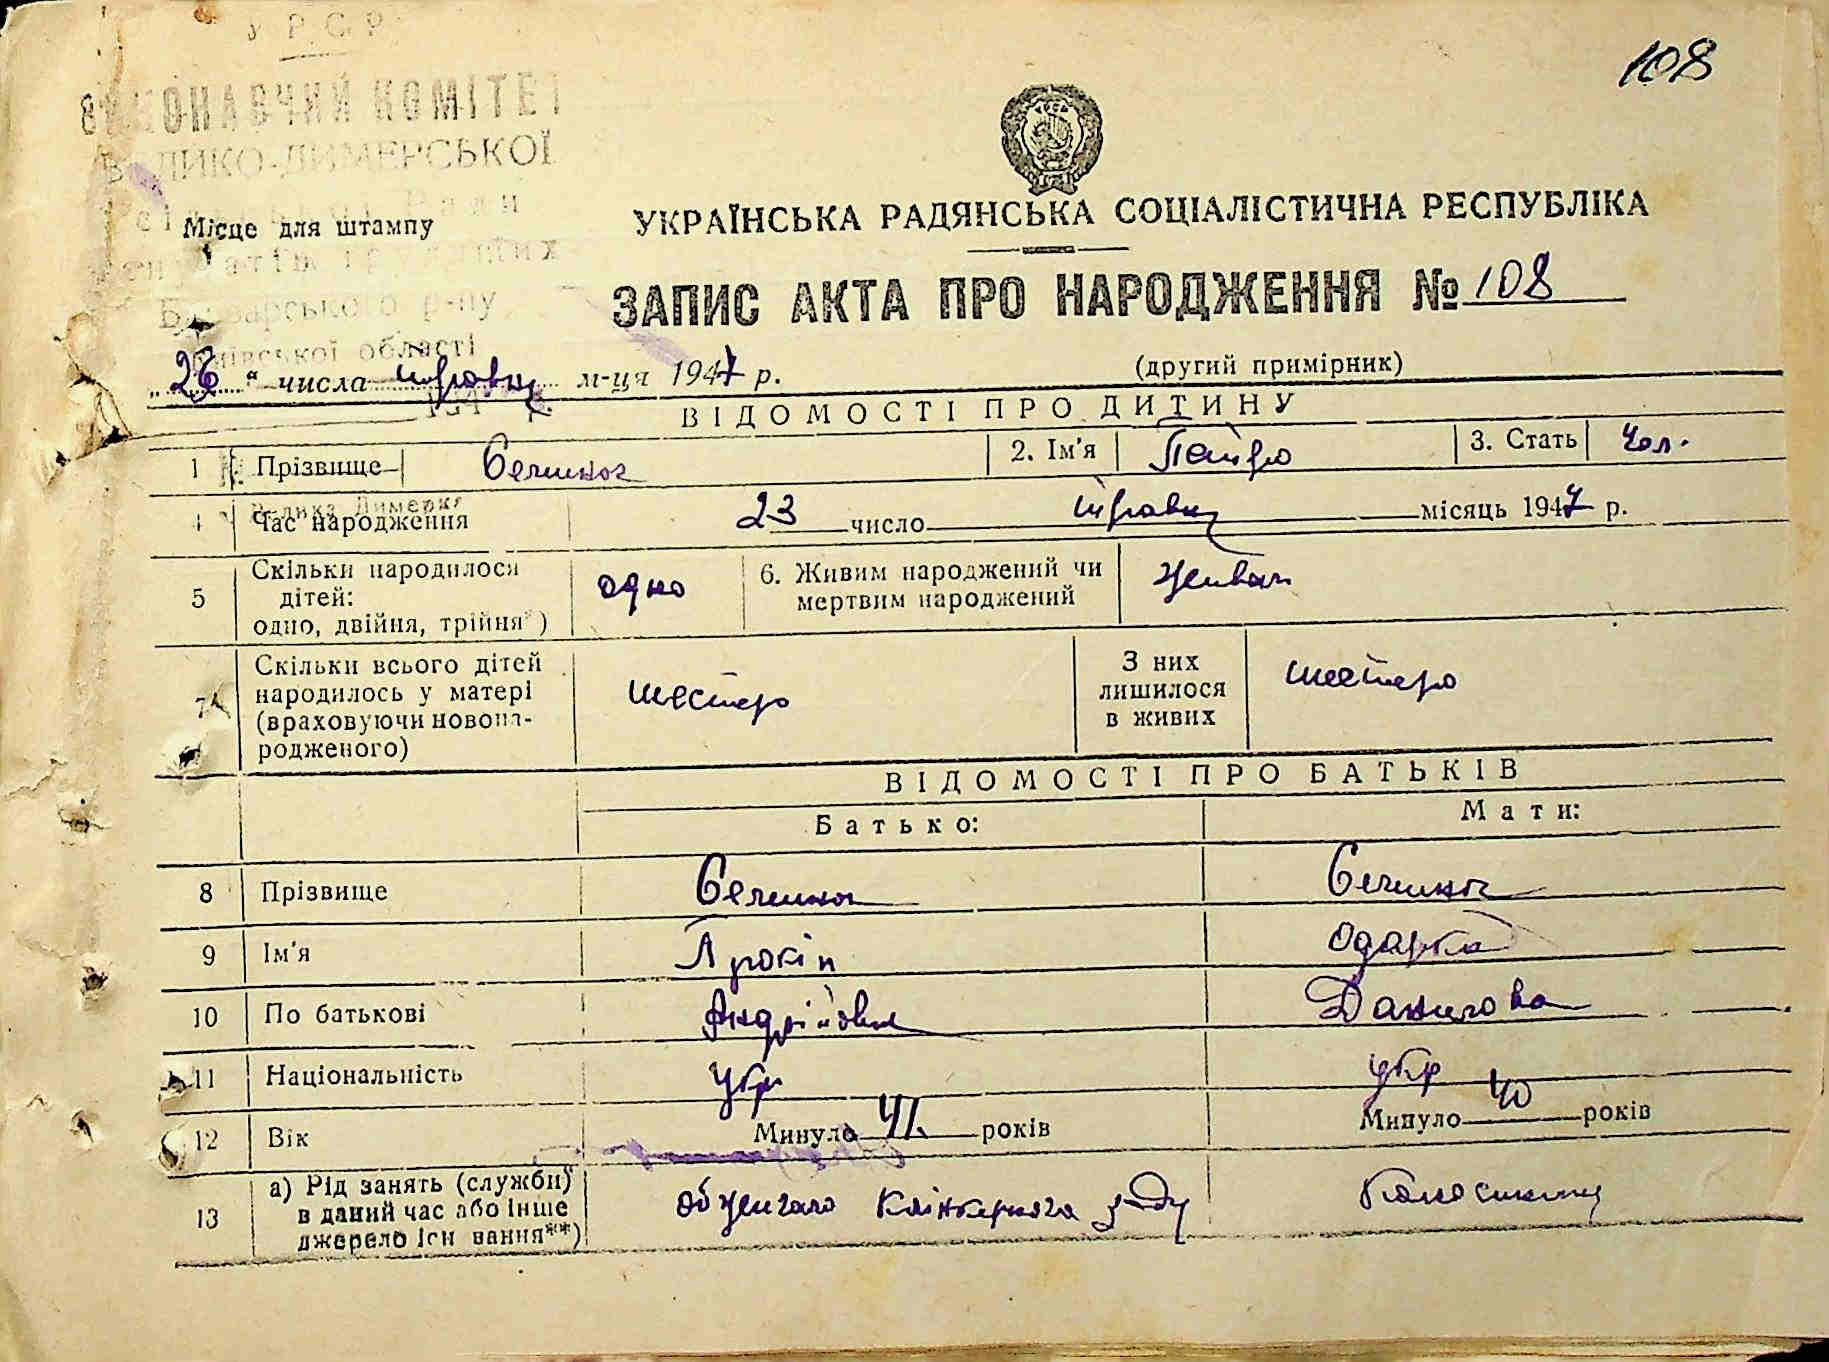 108
УРСР
ВИКОНАВЧИЙ КОМІТЕТ
ВЕЛИКО-ДИМЕРСЬКОЇ
Місце для штампу
УКРАЇНСЬКА РАДЯНСЬКА СОЦІАЛІСТИЧНА РЕСПУБЛІКА
ЗАПИС АКТА ПРО НАРОДЖЕННЯ № 108
Броварського р-ну
Київської області
„26“ числа травня м-ця 1947 р. (другий примірник)
ВІДОМОСТІ ПРО ДИТИНУ
1 Прізвище 2. Ім'я Петро 3. Стать чол.
Велика Димерка
4 Час народження 23 число травня місяць 1947 р.
5 Скільки народилося дітей: одно, двійня, трійня*) одно 6. Живим народжений чи мертвим народжений живим
7 Скільки всього дітей народилось у матері (враховуючи новонародженого) шестеро З них лишилося в живих шестеро
ВІДОМОСТІ ПРО БАТЬКІВ
Батько: Мати:
8 Прізвище
9 Ім'я Прокіп Одарка
10 По батькові Андрійович Данилова
11 Національність укр укр
12 Вік Минуло 41 років Минуло 40 років
13 а) Рід занять (служби) в даний час або інше джерело існування**)